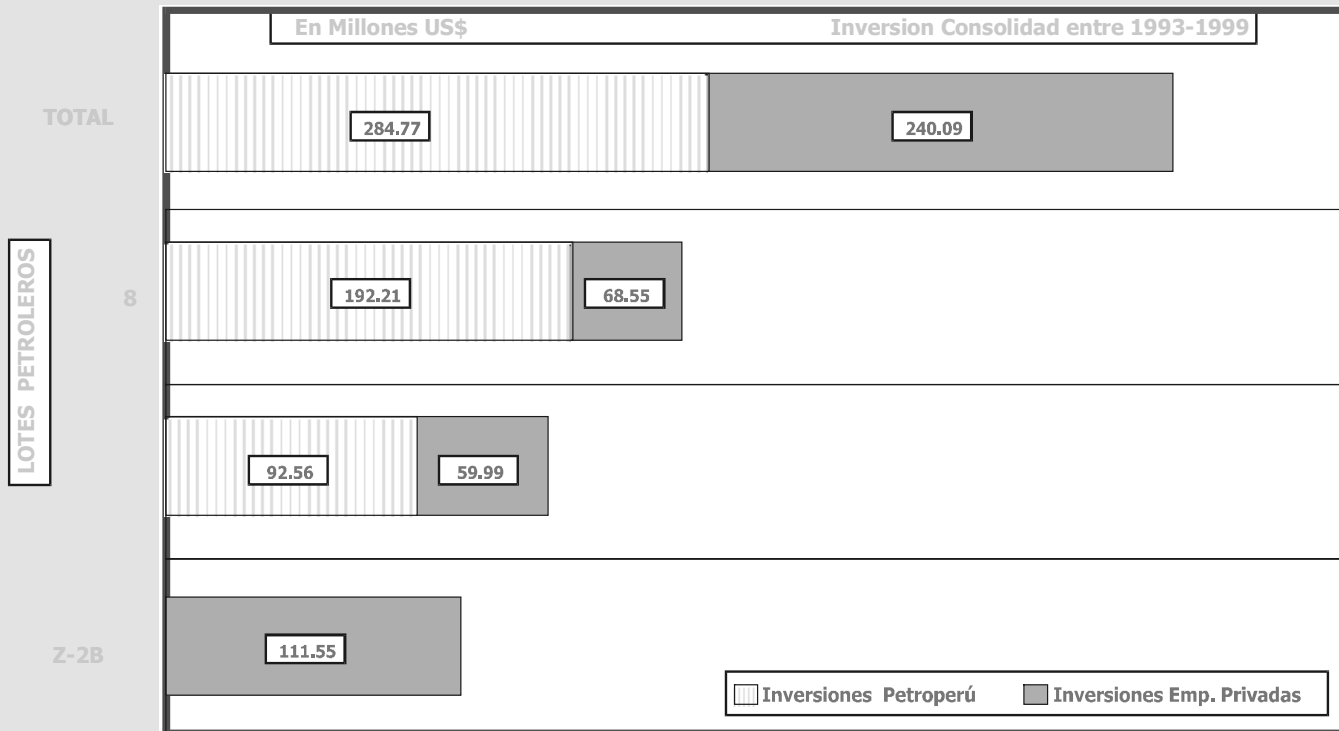 En Millones US$ Inversion Consolidad entre 1993-1999
TOTAL
284.77
240.09
LOTES PETROLEROS
8
192.21
68.55
92.56
59.99
Z-2B
111.55
Inversiones Petroperú
Inversiones Emp. Privadas